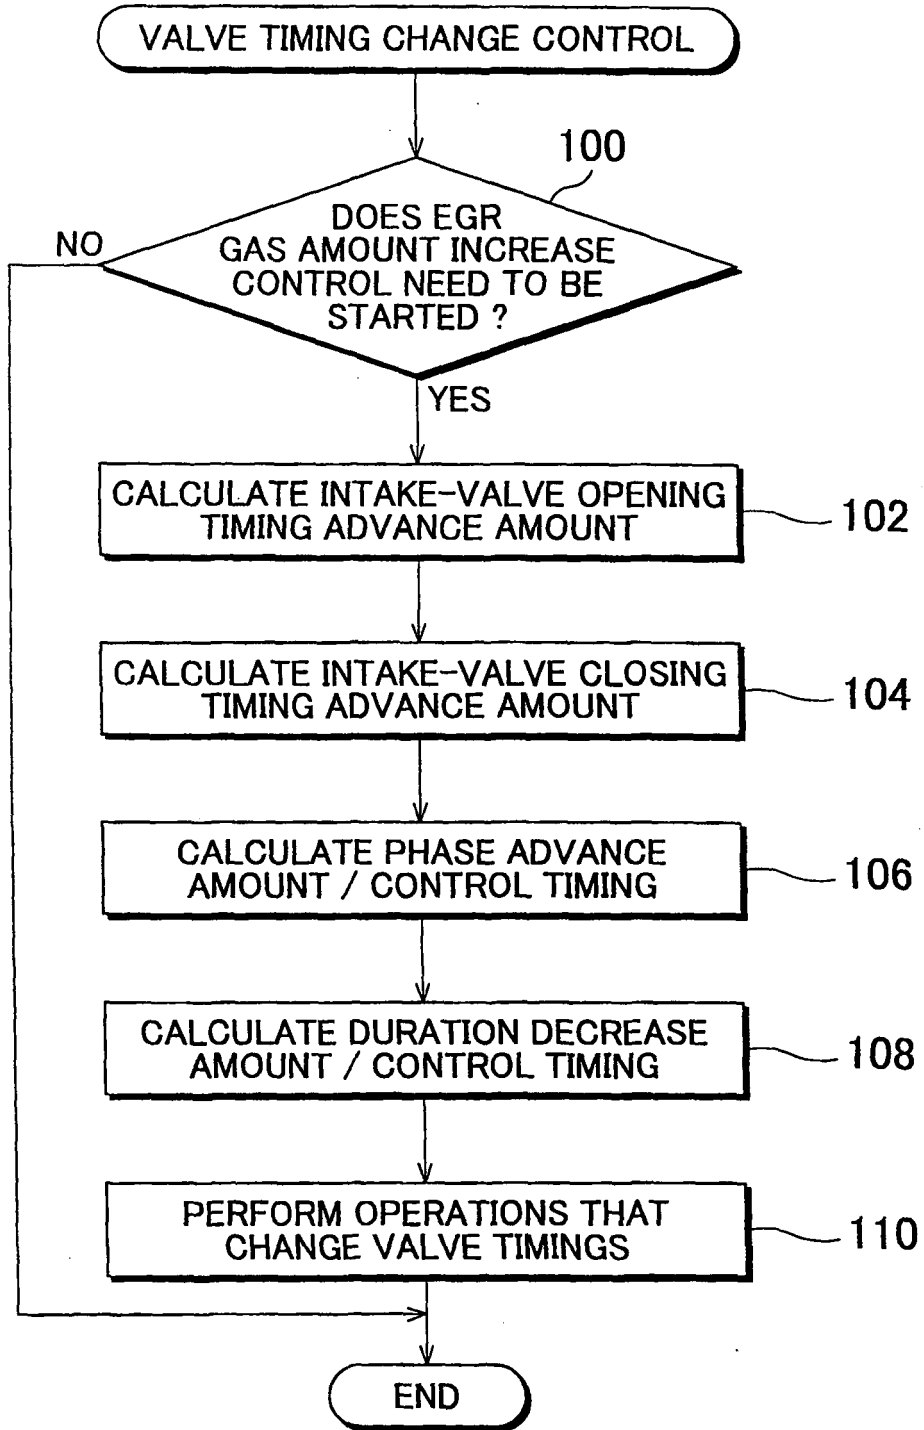 VALVE TIMING CHANGE CONTROL
100
DOES EGR
GAS AMOUNT INCREASE
CONTROL NEED TO BE
STARTED ?
NO
YES
CALCULATE INTAKE-VALVE OPENING
TIMING ADVANCE AMOUNT
102
CALCULATE INTAKE-VALVE CLOSING
TIMING ADVANCE AMOUNT
104
CALCULATE PHASE ADVANCE
AMOUNT / CONTROL TIMING
106
CALCULATE DURATION DECREASE
AMOUNT / CONTROL TIMING
108
PERFORM OPERATIONS THAT
CHANGE VALVE TIMINGS
110
END